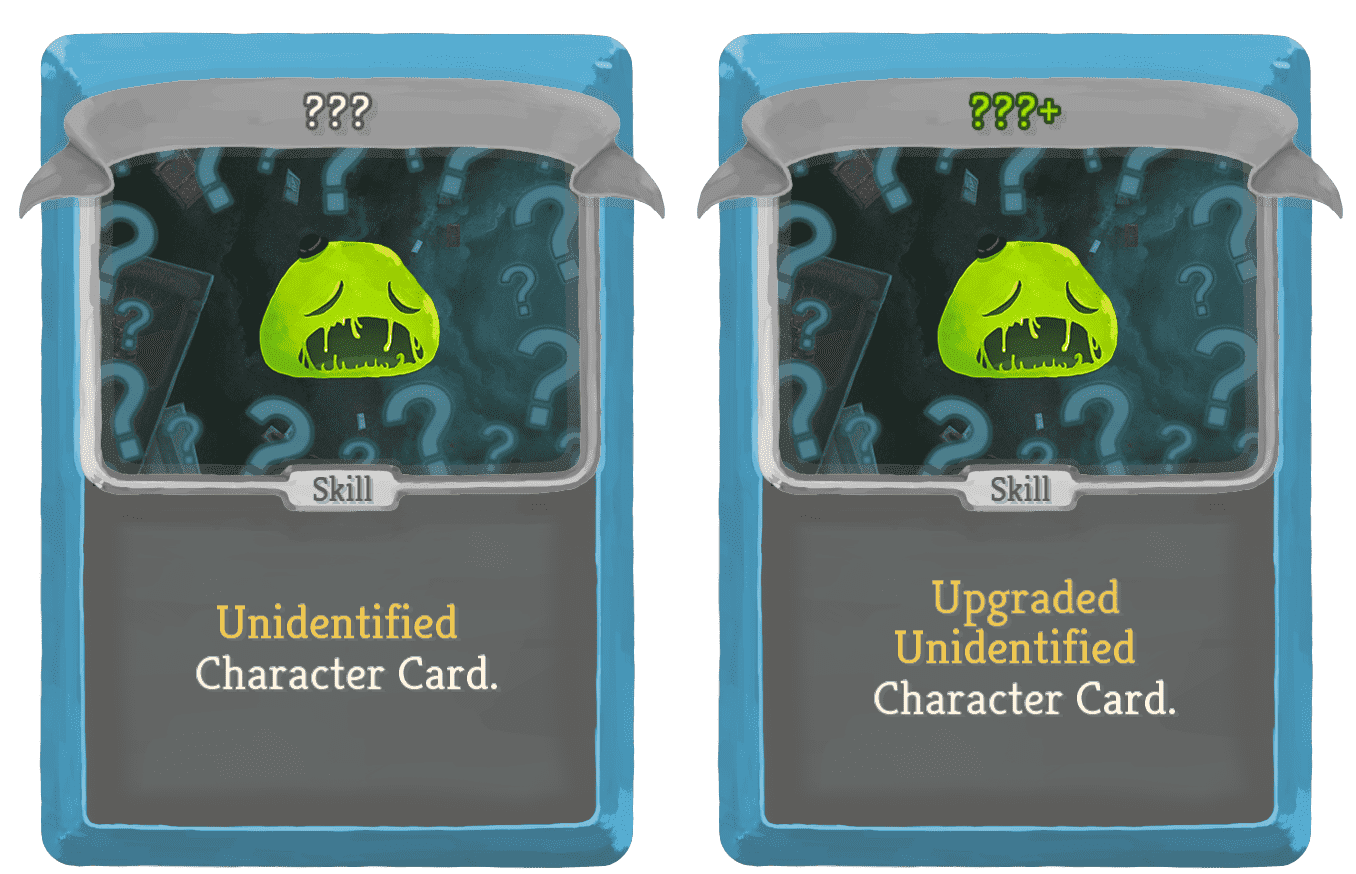 ???
Skill
Unidentified
Character Card.
???+
Skill
Upgraded
Unidentified
Character Card.